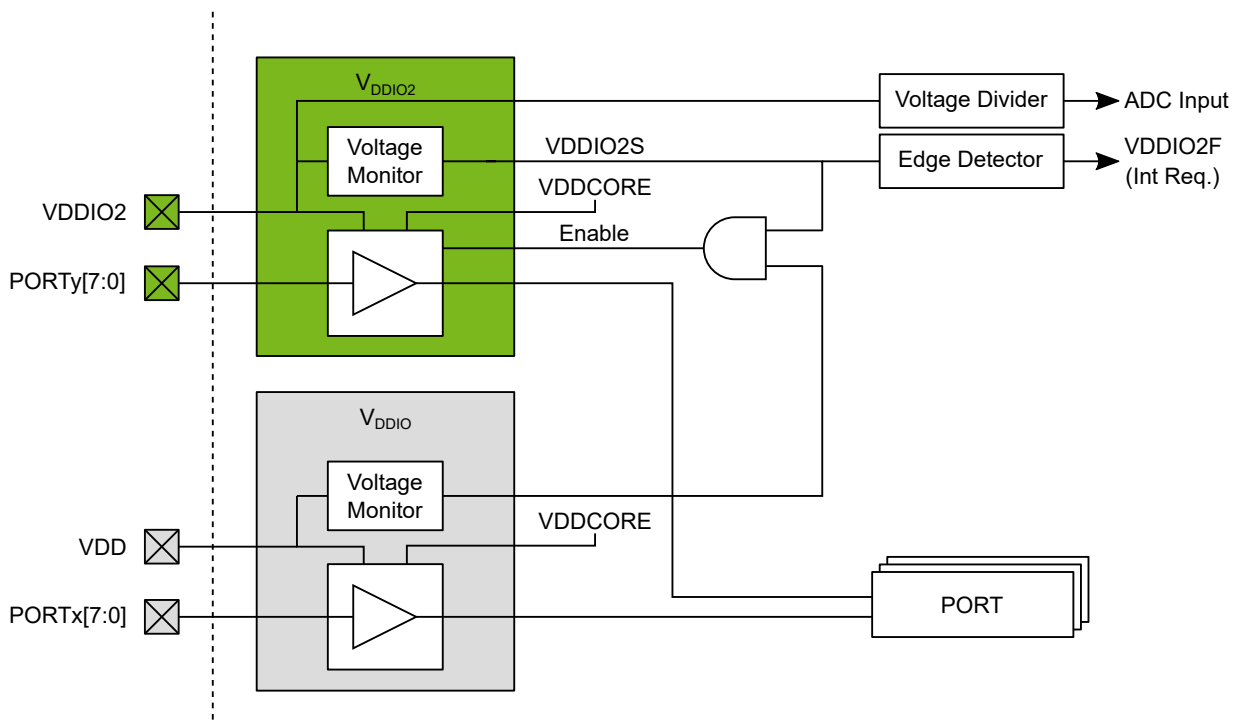 VDDIO2
Voltage Divider
ADC Input
Voltage
Monitor
VDDIO2S
Edge Detector
VDDIO2F
(Int Req.)
VDDCORE
VDDIO2
Enable
PORTy[7:0]
VDDIO
Voltage
Monitor
VDDCORE
VDD
PORTx[7:0]
PORT